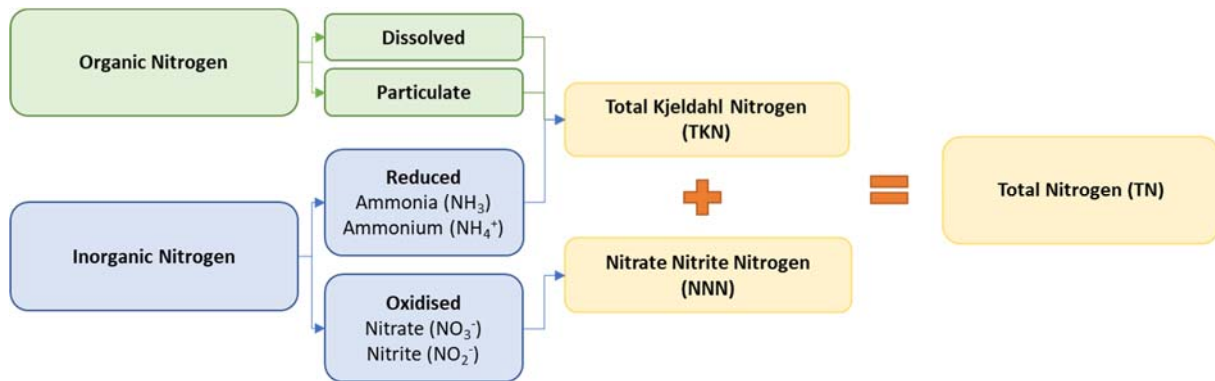 Organic Nitrogen
Dissolved
Particulate
Inorganic Nitrogen
Reduced
Ammonia (NH₃)
Ammonium (NH₄⁺)
Oxidised
Nitrate (NO₃⁻)
Nitrite (NO₂⁻)
Total Kjeldahl Nitrogen
(TKN)
Nitrate Nitrite Nitrogen
(NNN)
Total Nitrogen (TN)